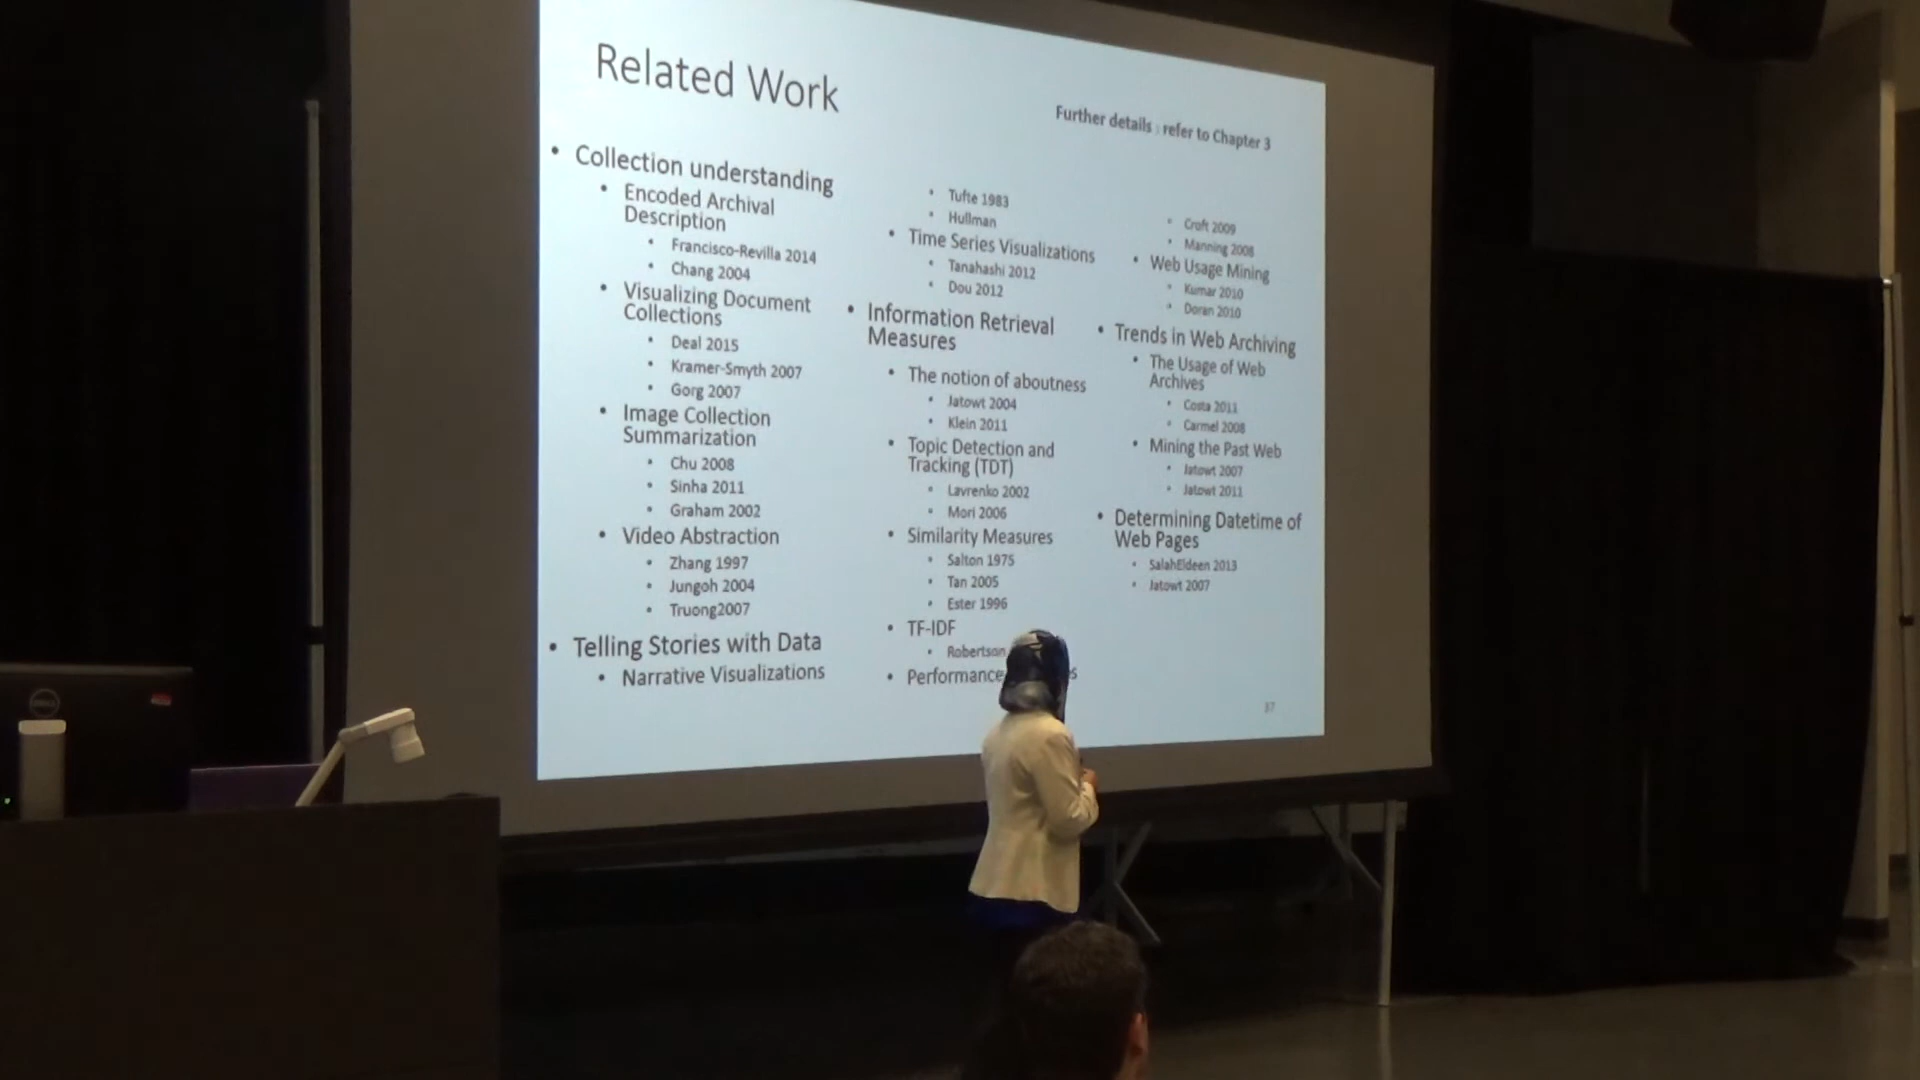 Related Work
Further details : refer to Chapter 3
• Collection understanding
• Encoded Archival
Description
• Francisco-Revilla 2014
• Chang 2004
• Visualizing Document
Collections
• Deal 2015
• Kramer-Smyth 2007
• Gorg 2007
• Image Collection
Summarization
• Chu 2008
• Sinha 2011
• Graham 2002
• Video Abstraction
• Zhang 1997
• Jungoh 2004
• Truong2007
• Telling Stories with Data
• Narrative Visualizations
• Tufte 1983
• Hullman
• Time Series Visualizations
• Tanahashi 2012
• Dou 2012
• Information Retrieval
Measures
• The notion of aboutness
• Jatowt 2004
• Klein 2011
• Topic Detection and
Tracking (TDT)
• Lavrenko 2002
• Mori 2006
• Similarity Measures
• Salton 1975
• Tan 2005
• Ester 1996
• TF-IDF
• Robertson
• Performance
• Croft 2009
• Manning 2008
• Web Usage Mining
• Kumar 2010
• Doran 2010
• Trends in Web Archiving
• The Usage of Web
Archives
• Costa 2011
• Carmel 2008
• Mining the Past Web
• Jatowt 2007
• Jatowt 2011
• Determining Datetime of
Web Pages
• SalahEldeen 2013
• Jatowt 2007
37
DELL